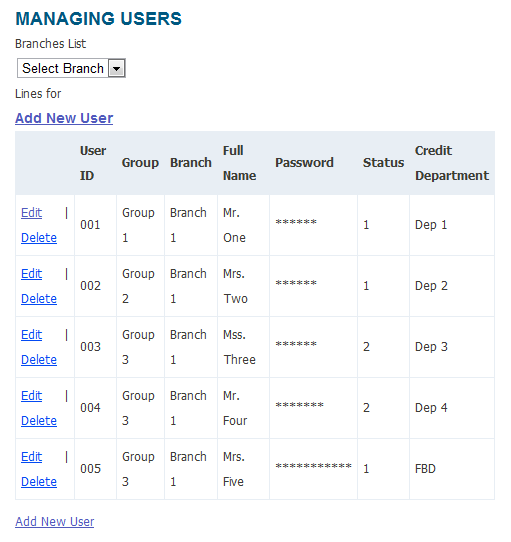 MANAGING USERS
Branches List
Select Branch
Lines for
Add New User
User ID Group Branch Full Name Password Status Credit Department
Edit | Delete 001 Group 1 Branch 1 Mr. One ****** 1 Dep 1
Edit | Delete 002 Group 2 Branch 1 Mrs. Two ****** 1 Dep 2
Edit | Delete 003 Group 3 Branch 1 Mss. Three ****** 2 Dep 3
Edit | Delete 004 Group 3 Branch 1 Mr. Four ******* 2 Dep 4
Edit | Delete 005 Group 3 Branch 1 Mrs. Five *********** 1 FBD
Add New User